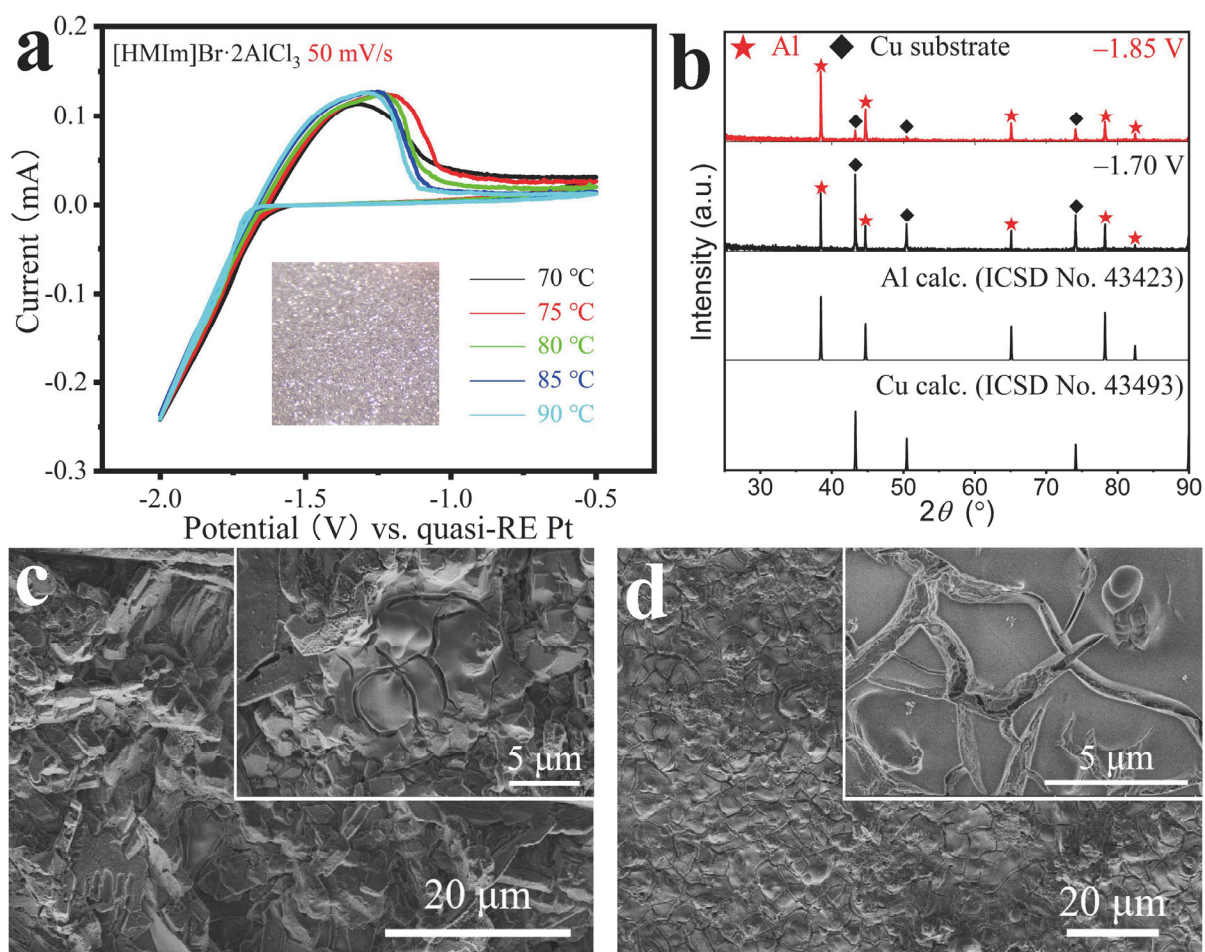 a
[HMIm]Br·2AlCl₃ 50 mV/s
0.2
0.1
0.0
-0.1
-0.2
-0.3
Current (mA)
70 °C
75 °C
80 °C
85 °C
90 °C
-2.0 -1.5 -1.0 -0.5
Potential (V) vs. quasi-RE Pt
b
Al Cu substrate −1.85 V
−1.70 V
Al calc. (ICSD No. 43423)
Cu calc. (ICSD No. 43493)
Intensity (a.u.)
30 40 50 60 70 80 90
2θ (°)
c
5 μm
20 μm
d
5 μm
20 μm